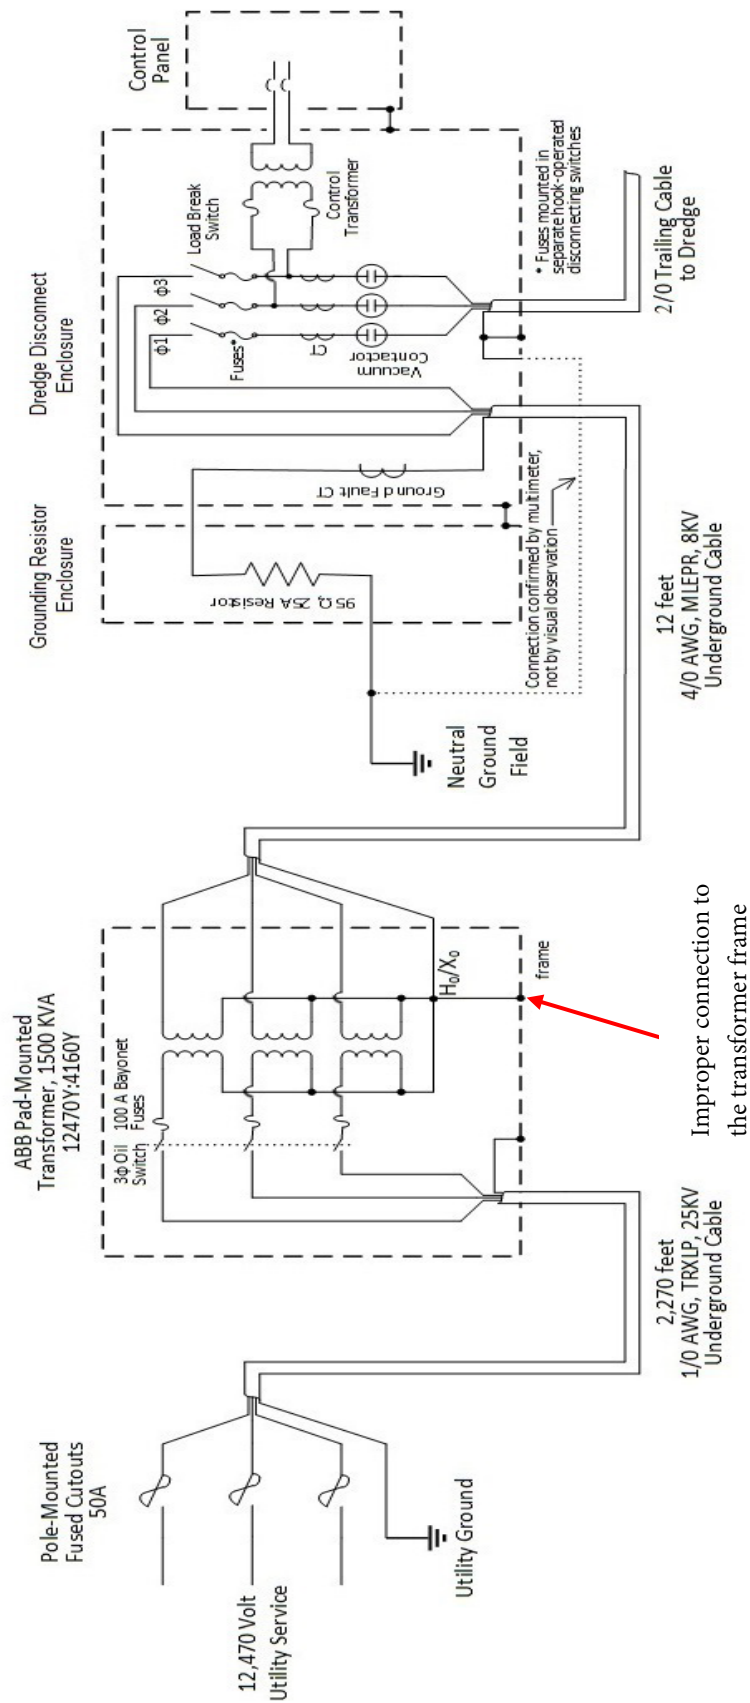 Control
Panel
Dredge Disconnect
Enclosure
Load Break
Switch
Control
Transformer
ϕ3
ϕ2
ϕ1
Fuses*
CT
Vacuum
Contactor
* Fuses mounted in
separate hook-operated
disconnecting switches
2/0 Trailing Cable
to Dredge
Ground Fault CT
Grounding Resistor
Enclosure
95 Ω, 25A Resistor
Connection confirmed by multimeter,
not by visual observation
12 feet
4/0 AWG, MLEPR, 8KV
Underground Cable
Neutral
Ground
Field
ABB Pad-Mounted
Transformer, 1500 KVA
12470Y:4160Y
3ϕ Oil
Switch
100 A Bayonet
Fuses
H₀/X₀
frame
Improper connection to
the transformer frame
2,270 feet
1/0 AWG, TRXLP, 25KV
Underground Cable
Pole-Mounted
Fused Cutouts
50A
12,470 Volt
Utility Service
Utility Ground